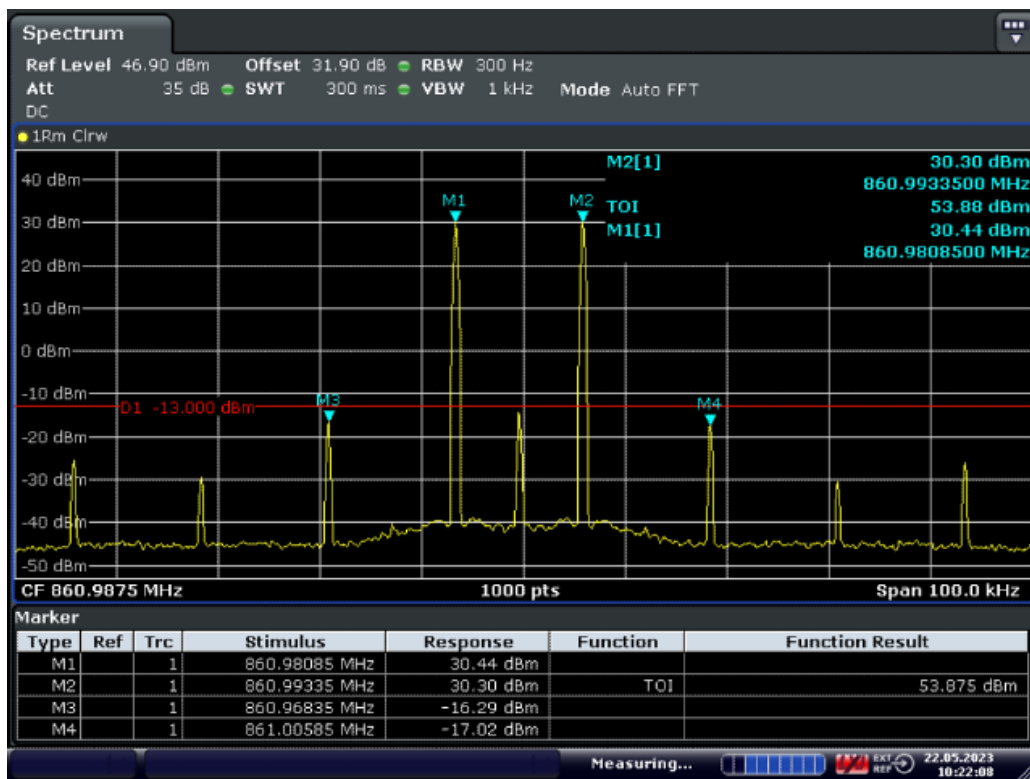 Spectrum
Ref Level 46.90 dBm Offset 31.90 dB RBW 300 Hz
Att 35 dB SWT 300 ms VBW 1 kHz Mode Auto FFT
DC
1Rm Clrw
M2[1] 30.30 dBm
860.9933500 MHz
TOI 53.88 dBm
M1[1] 30.44 dBm
860.9808500 MHz
40 dBm
M1 M2
30 dBm
20 dBm
10 dBm
0 dBm
-10 dBm
D1 -13.000 dBm M3 M4
-20 dBm
-30 dBm
-40 dBm
-50 dBm
CF 860.9875 MHz 1000 pts Span 100.0 kHz
Marker
Type Ref Trc Stimulus Response Function Function Result
M1 1 860.98085 MHz 30.44 dBm
M2 1 860.99335 MHz 30.30 dBm TOI 53.875 dBm
M3 1 860.96835 MHz -16.29 dBm
M4 1 861.00585 MHz -17.02 dBm
Measuring... EXT REF 22.05.2023
10:22:08